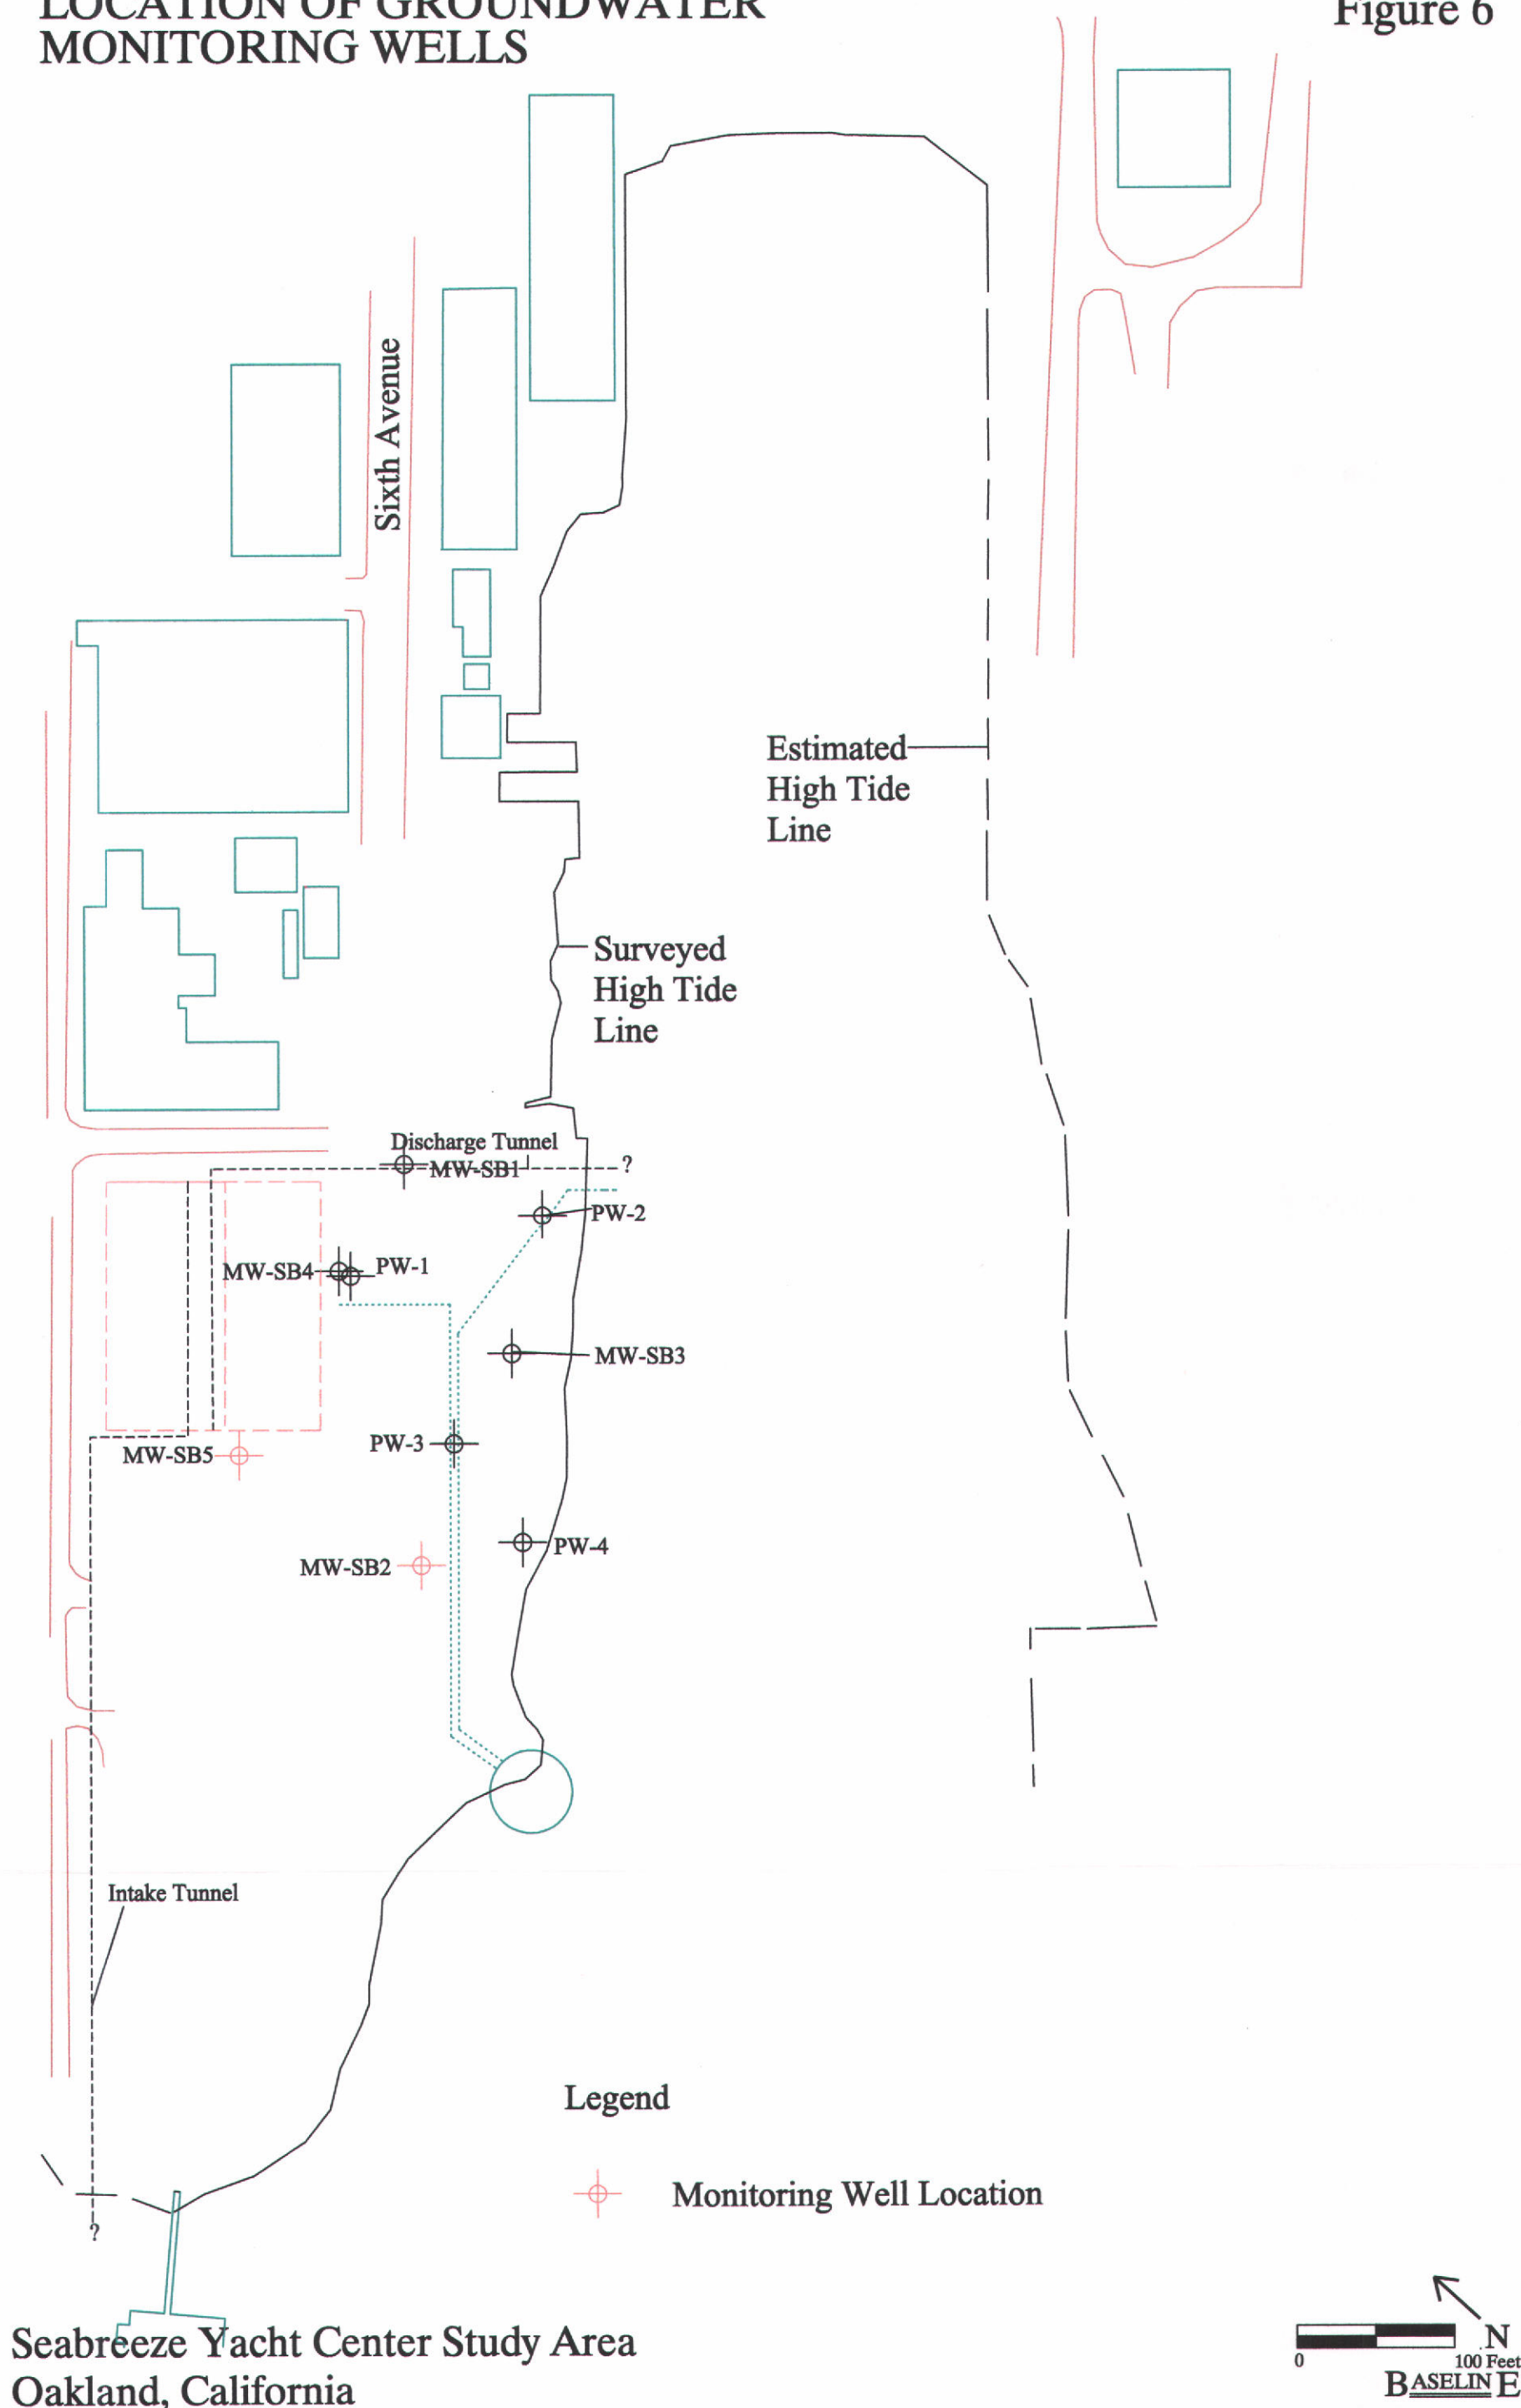 LOCATION OF GROUNDWATER
MONITORING WELLS
Figure 6
Sixth Avenue
Estimated
High Tide
Line
Surveyed
High Tide
Line
Discharge Tunnel
MW-SB1
?
PW-2
MW-SB4
PW-1
MW-SB3
PW-3
MW-SB5
PW-4
MW-SB2
Intake Tunnel
Legend
Monitoring Well Location
?
Seabreeze Yacht Center Study Area
Oakland, California
N
0 100 Feet
BASELINE